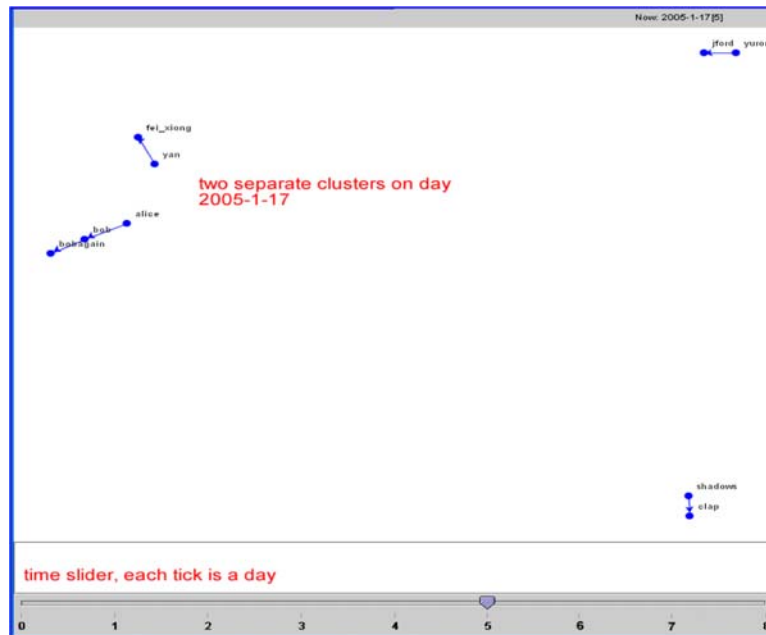 Now: 2005-1-17[5]
jford
fei_xiong
yan
two separate clusters on day
2005-1-17
alice
bob
bobagain
shadows
clap
time slider, each tick is a day
0 1 2 3 4 5 6 7 8